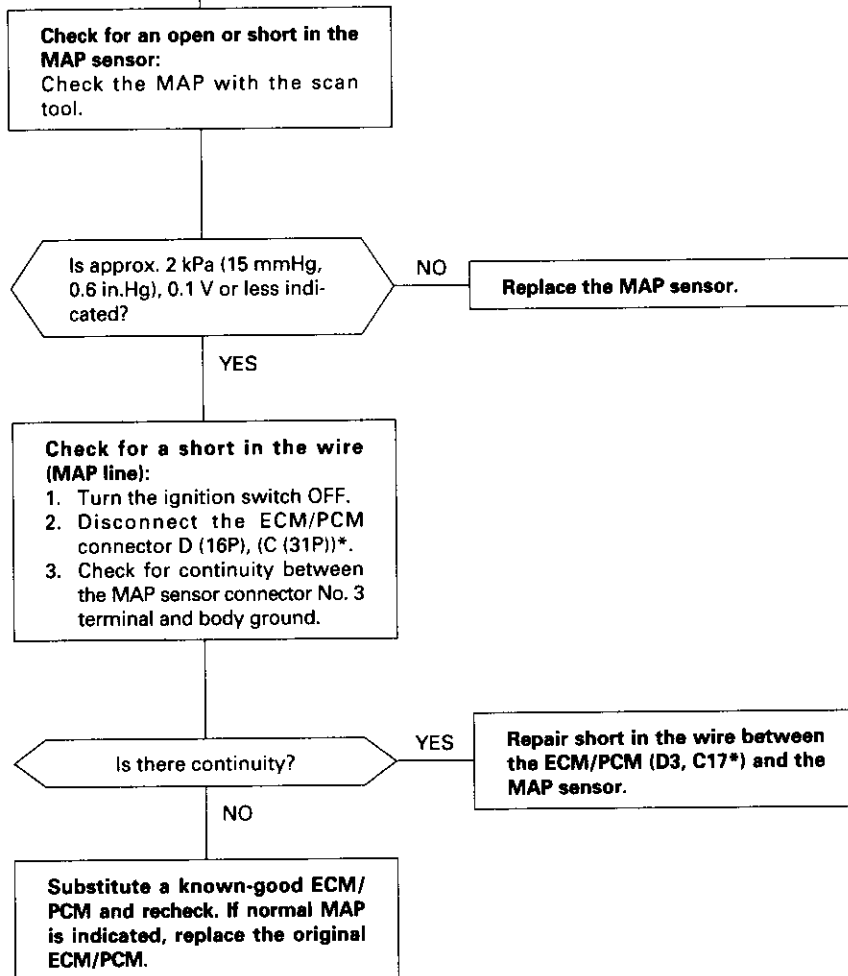 Check for an open or short in the
MAP sensor:
Check the MAP with the scan
tool.
Is approx. 2 kPa (15 mmHg,
0.6 in.Hg), 0.1 V or less indi-
cated?
NO
Replace the MAP sensor.
YES
Check for a short in the wire
(MAP line):
1. Turn the ignition switch OFF.
2. Disconnect the ECM/PCM
connector D (16P), (C (31P))*.
3. Check for continuity between
the MAP sensor connector No. 3
terminal and body ground.
Is there continuity?
YES
Repair short in the wire between
the ECM/PCM (D3, C17*) and the
MAP sensor.
NO
Substitute a known-good ECM/
PCM and recheck. If normal MAP
is indicated, replace the original
ECM/PCM.